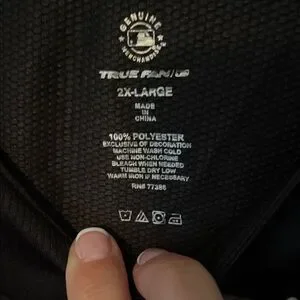 GENUINE
MERCHANDISE
TRUE FAN
2X-LARGE
MADE
IN
CHINA
100% POLYESTER
EXCLUSIVE OF DECORATION
MACHINE WASH COLD
USE NON-CHLORINE
BLEACH WHEN NEEDED
TUMBLE DRY LOW
WARM IRON IF NECESSARY
RN# 77386